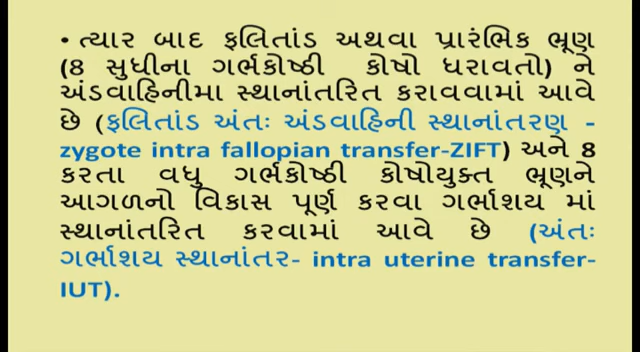 • ત્યાર બાદ ફલિતાંડ અથવા પ્રારંભિક ભ્રૂણ
(8 સુધીના ગર્ભકોષ્ઠી કોષો ધરાવતો) ને
અંડવાહિનીમા સ્થાનાંતરિત કરાવવામાં આવે
છે (ફલિતાંડ અંતઃ અંડવાહિની સ્થાનાંતરણ -
zygote intra fallopian transfer-ZIFT) અને 8
કરતા વધુ ગર્ભકોષ્ઠી કોષોયુક્ત ભ્રૂણને
આગળનો વિકાસ પૂર્ણ કરવા ગર્ભાશય માં
સ્થાનાંતરિત કરવામાં આવે છે (અંતઃ
ગર્ભાશય સ્થાનાંતર- intra uterine transfer-
IUT).